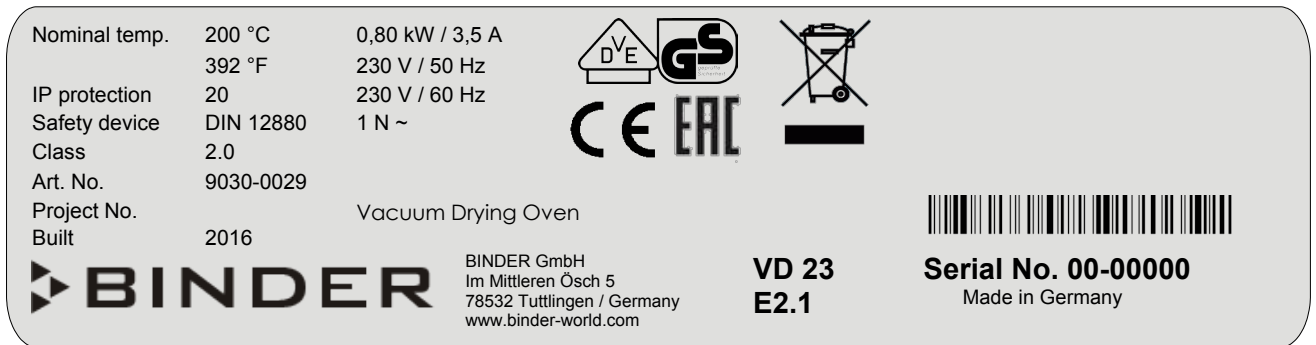 Nominal temp. 200 °C 0,80 kW / 3,5 A
392 °F 230 V / 50 Hz
IP protection 20 230 V / 60 Hz
Safety device DIN 12880 1 N ~
Class 2.0
Art. No. 9030-0029
Project No. Vacuum Drying Oven
Built 2016
DVE GS
geprüfte
Sicherheit
CE EAC
BINDER
BINDER GmbH
Im Mittleren Ösch 5
78532 Tuttlingen / Germany
www.binder-world.com
VD 23
E2.1
Serial No. 00-00000
Made in Germany